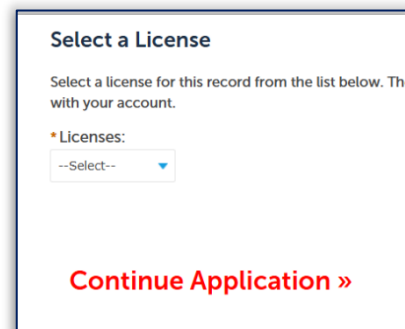 Select a License
Select a license for this record from the list below. Th
with your account.
*Licenses:
--Select--
Continue Application »